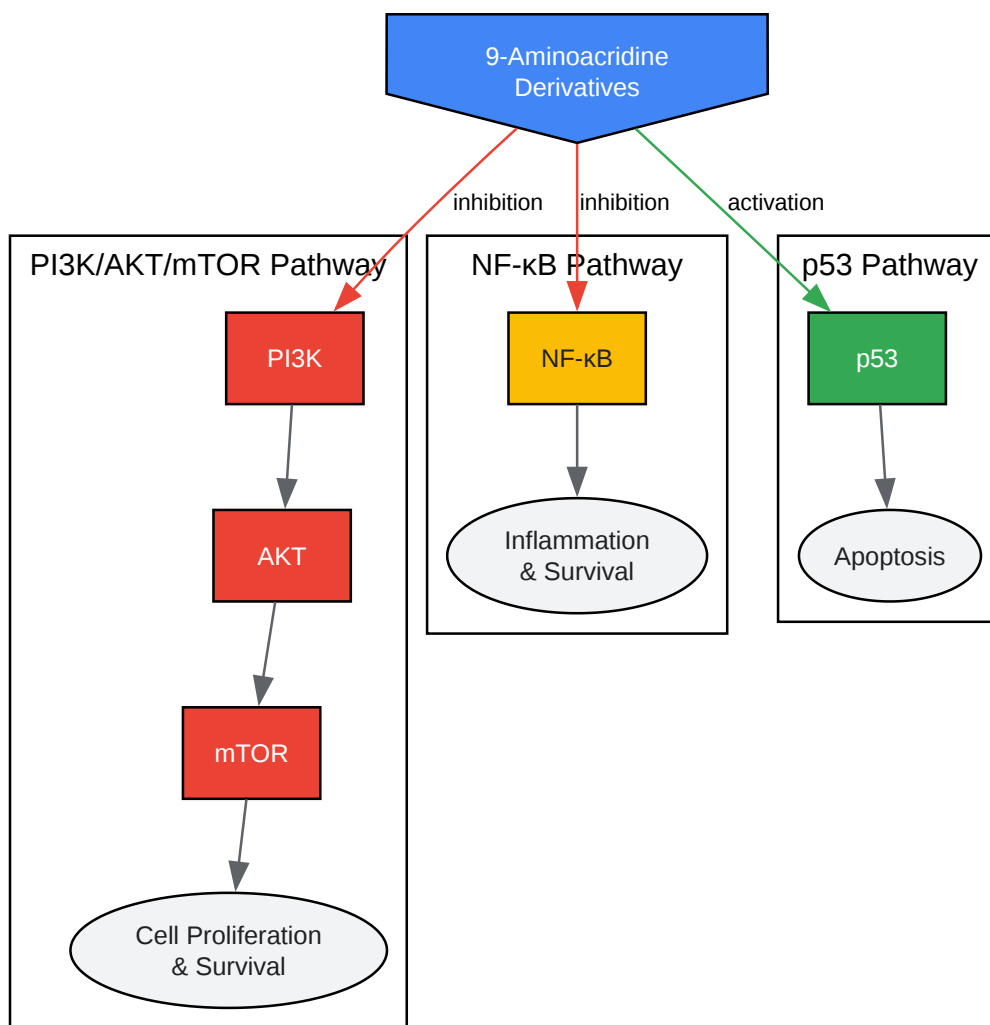 9-Aminoacridine
Derivatives
inhibition
inhibition
activation
PI3K/AKT/mTOR Pathway
NF-κB Pathway
p53 Pathway
PI3K
NF-κB
p53
AKT
Inflammation
& Survival
Apoptosis
mTOR
Cell Proliferation
& Survival